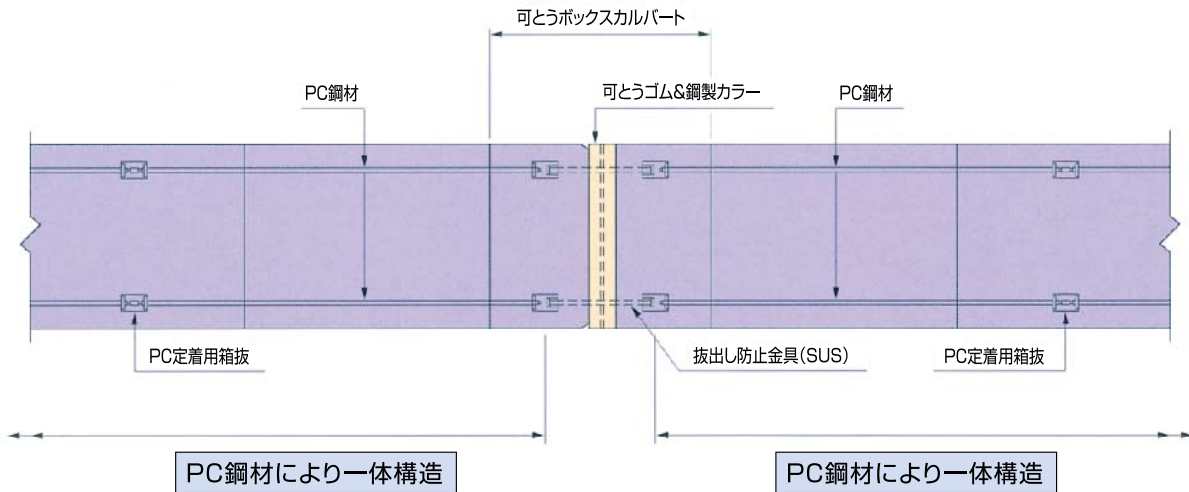 可とうボックスカルバート
PC鋼材
可とうゴム&鋼製カラー
PC鋼材
PC定着用箱抜
抜出し防止金具(SUS)
PC定着用箱抜
PC鋼材により一体構造
PC鋼材により一体構造